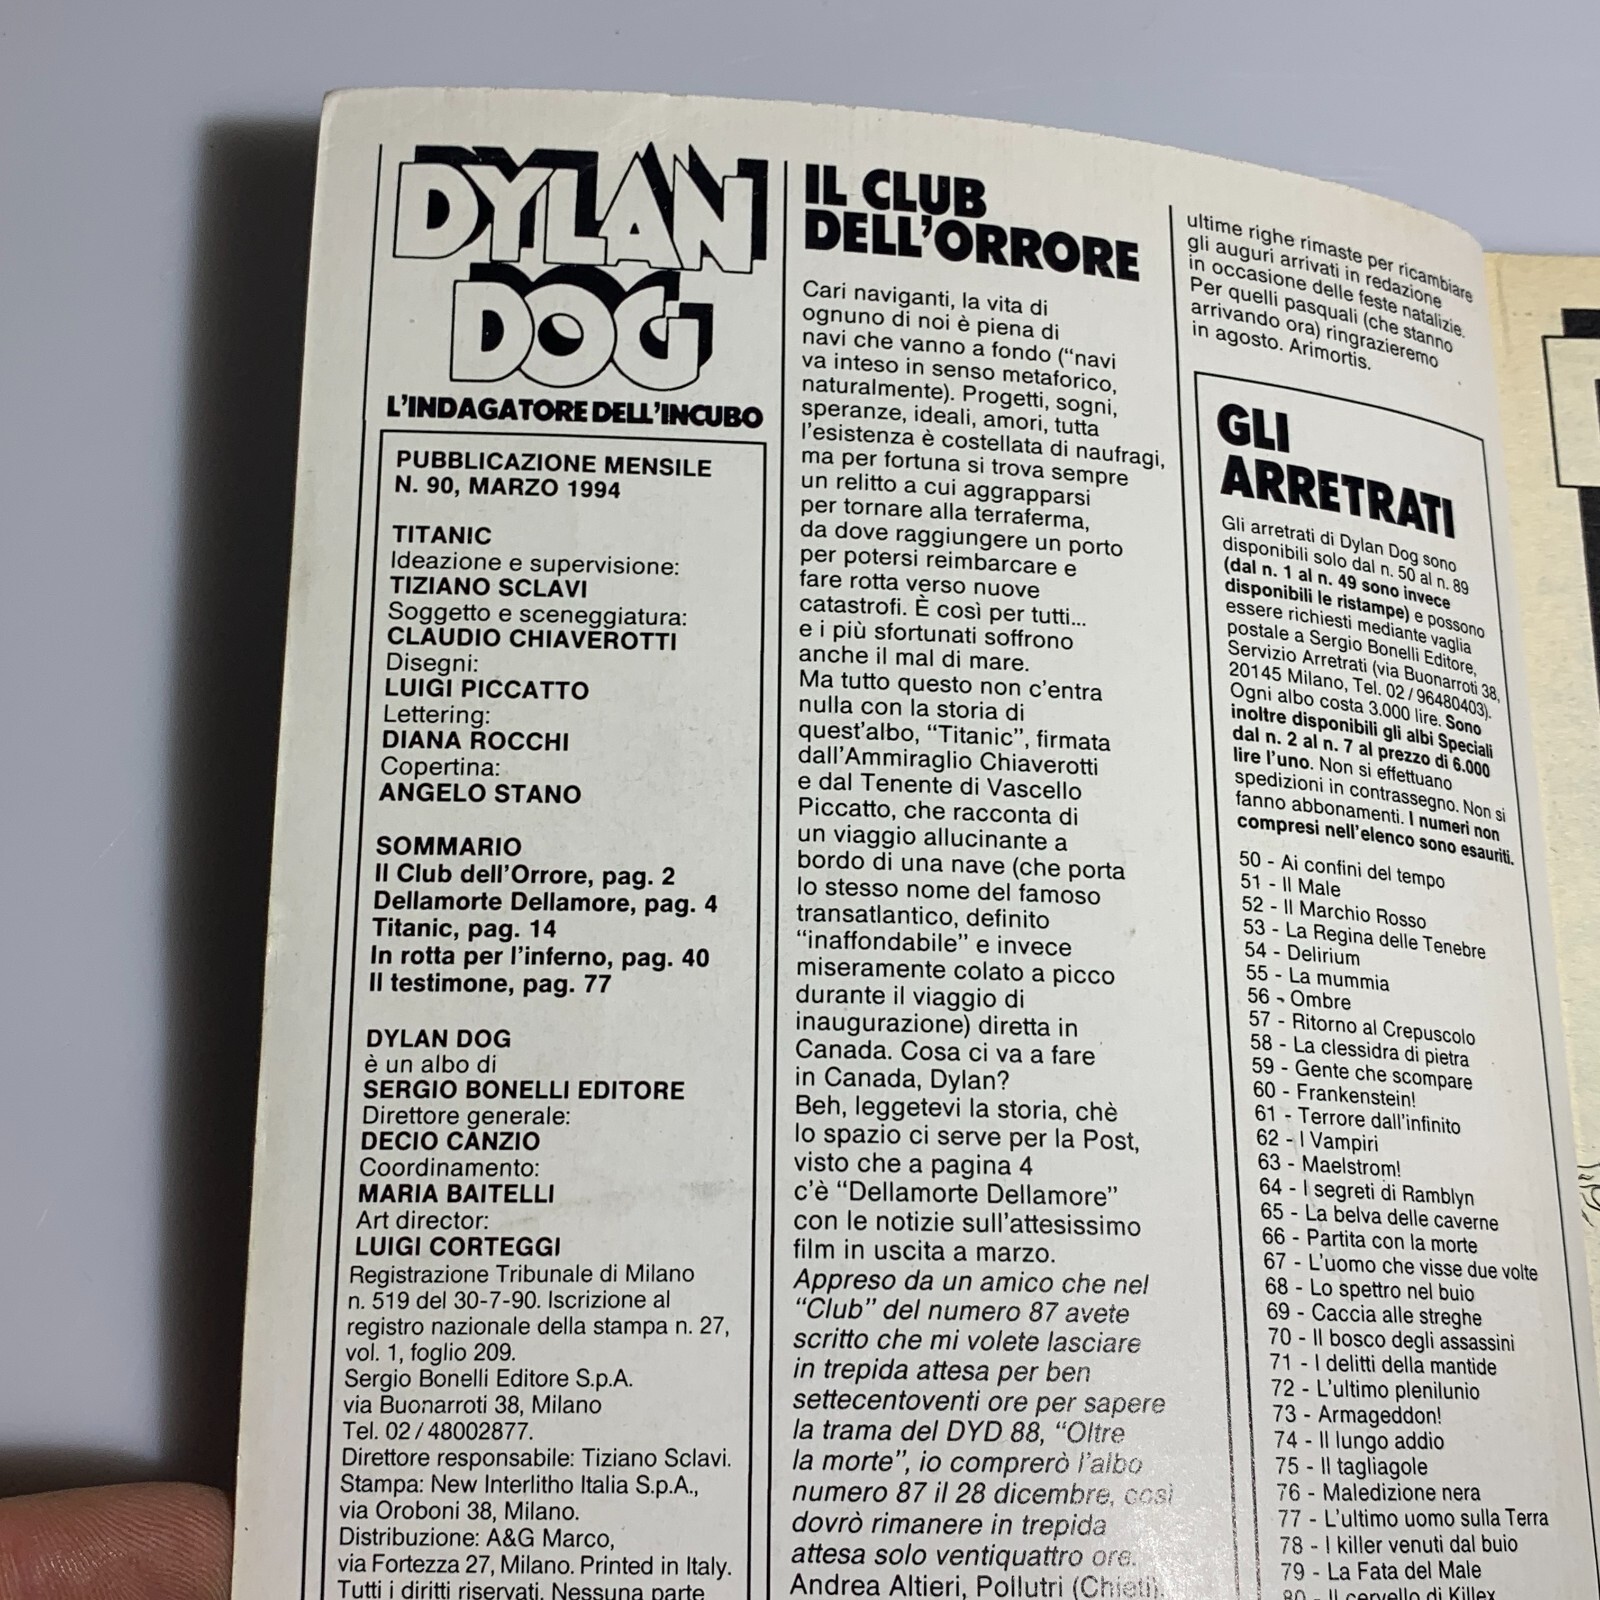 DYLAN
DOG
L'INDAGATORE DELL'INCUBO
PUBBLICAZIONE MENSILE
N. 90, MARZO 1994
TITANIC
Ideazione e supervisione:
TIZIANO SCLAVI
Soggetto e sceneggiatura:
CLAUDIO CHIAVEROTTI
Disegni:
LUIGI PICCATTO
Lettering:
DIANA ROCCHI
Copertina:
ANGELO STANO
SOMMARIO
Il Club dell'Orrore, pag. 2
Dellamorte Dellamore, pag. 4
Titanic, pag. 14
In rotta per l'inferno, pag. 40
Il testimone, pag. 77
DYLAN DOG
è un albo di
SERGIO BONELLI EDITORE
Direttore generale:
DECIO CANZIO
Coordinamento:
MARIA BAITELLI
Art director:
LUIGI CORTEGGI
Registrazione Tribunale di Milano
n. 519 del 30-7-90. Iscrizione al
registro nazionale della stampa n. 27,
vol. 1, foglio 209.
Sergio Bonelli Editore S.p.A.
via Buonarroti 38, Milano
Tel. 02/48002877.
Direttore responsabile: Tiziano Sclavi.
Stampa: New Interlitho Italia S.p.A.,
via Oroboni 38, Milano.
Distribuzione: A&G Marco,
via Fortezza 27, Milano. Printed in Italy.
Tutti i diritti riservati. Nessuna parte
IL CLUB
DELL'ORRORE
Cari naviganti, la vita di
ognuno di noi è piena di
navi che vanno a fondo ("navi
va inteso in senso metaforico,
naturalmente). Progetti, sogni,
speranze, ideali, amori, tutta
l'esistenza è costellata di naufragi,
ma per fortuna si trova sempre
un relitto a cui aggrapparsi
per tornare alla terraferma,
da dove raggiungere un porto
per potersi reimbarcare e
fare rotta verso nuove
catastrofi. È così per tutti...
e i più sfortunati soffrono
anche il mal di mare.
Ma tutto questo non c'entra
nulla con la storia di
quest'albo, "Titanic", firmata
dall'Ammiraglio Chiaverotti
e dal Tenente di Vascello
Piccatto, che racconta di
un viaggio allucinante a
bordo di una nave (che porta
lo stesso nome del famoso
transatlantico, definito
"inaffondabile" e invece
miseramente colato a picco
durante il viaggio di
inaugurazione) diretta in
Canada. Cosa ci va a fare
in Canada, Dylan?
Beh, leggetevi la storia, chè
lo spazio ci serve per la Post,
visto che a pagina 4
c'è "Dellamorte Dellamore"
con le notizie sull'attesissimo
film in uscita a marzo.
Appreso da un amico che nel
"Club" del numero 87 avete
scritto che mi volete lasciare
in trepida attesa per ben
settecentoventi ore per sapere
la trama del DYD 88, "Oltre
la morte", io comprerò l'albo
numero 87 il 28 dicembre, così
dovrò rimanere in trepida
attesa solo ventiquattro ore.
Andrea Altieri, Pollutri (Chieti).
ultime righe rimaste per ricambiare
gli auguri arrivati in redazione
in occasione delle feste natalizie.
Per quelli pasquali (che stanno
arrivando ora) ringrazieremo
in agosto. Arimortis.
GLI
ARRETRATI
Gli arretrati di Dylan Dog sono
disponibili solo dal n. 50 al n. 89
(dal n. 1 al n. 49 sono invece
disponibili le ristampe) e possono
essere richiesti mediante vaglia
postale a Sergio Bonelli Editore,
Servizio Arretrati (via Buonarroti 38,
20145 Milano, Tel. 02/96480403).
Ogni albo costa 3.000 lire. Sono
inoltre disponibili gli albi Speciali
dal n. 2 al n. 7 al prezzo di 6.000
lire l'uno. Non si effettuano
spedizioni in contrassegno. Non si
fanno abbonamenti. I numeri non
compresi nell'elenco sono esauriti.
50 - Ai confini del tempo
51 - Il Male
52 - Il Marchio Rosso
53 - La Regina delle Tenebre
54 - Delirium
55 - La mummia
56 - Ombre
57 - Ritorno al Crepuscolo
58 - La clessidra di pietra
59 - Gente che scompare
60 - Frankenstein!
61 - Terrore dall'infinito
62 - I Vampiri
63 - Maelstrom!
64 - I segreti di Ramblyn
65 - La belva delle caverne
66 - Partita con la morte
67 - L'uomo che visse due volte
68 - Lo spettro nel buio
69 - Caccia alle streghe
70 - Il bosco degli assassini
71 - I delitti della mantide
72 - L'ultimo plenilunio
73 - Armageddon!
74 - Il lungo addio
75 - Il tagliagole
76 - Maledizione nera
77 - L'ultimo uomo sulla Terra
78 - I killer venuti dal buio
79 - La Fata del Male
80 - Il cervello di Killex